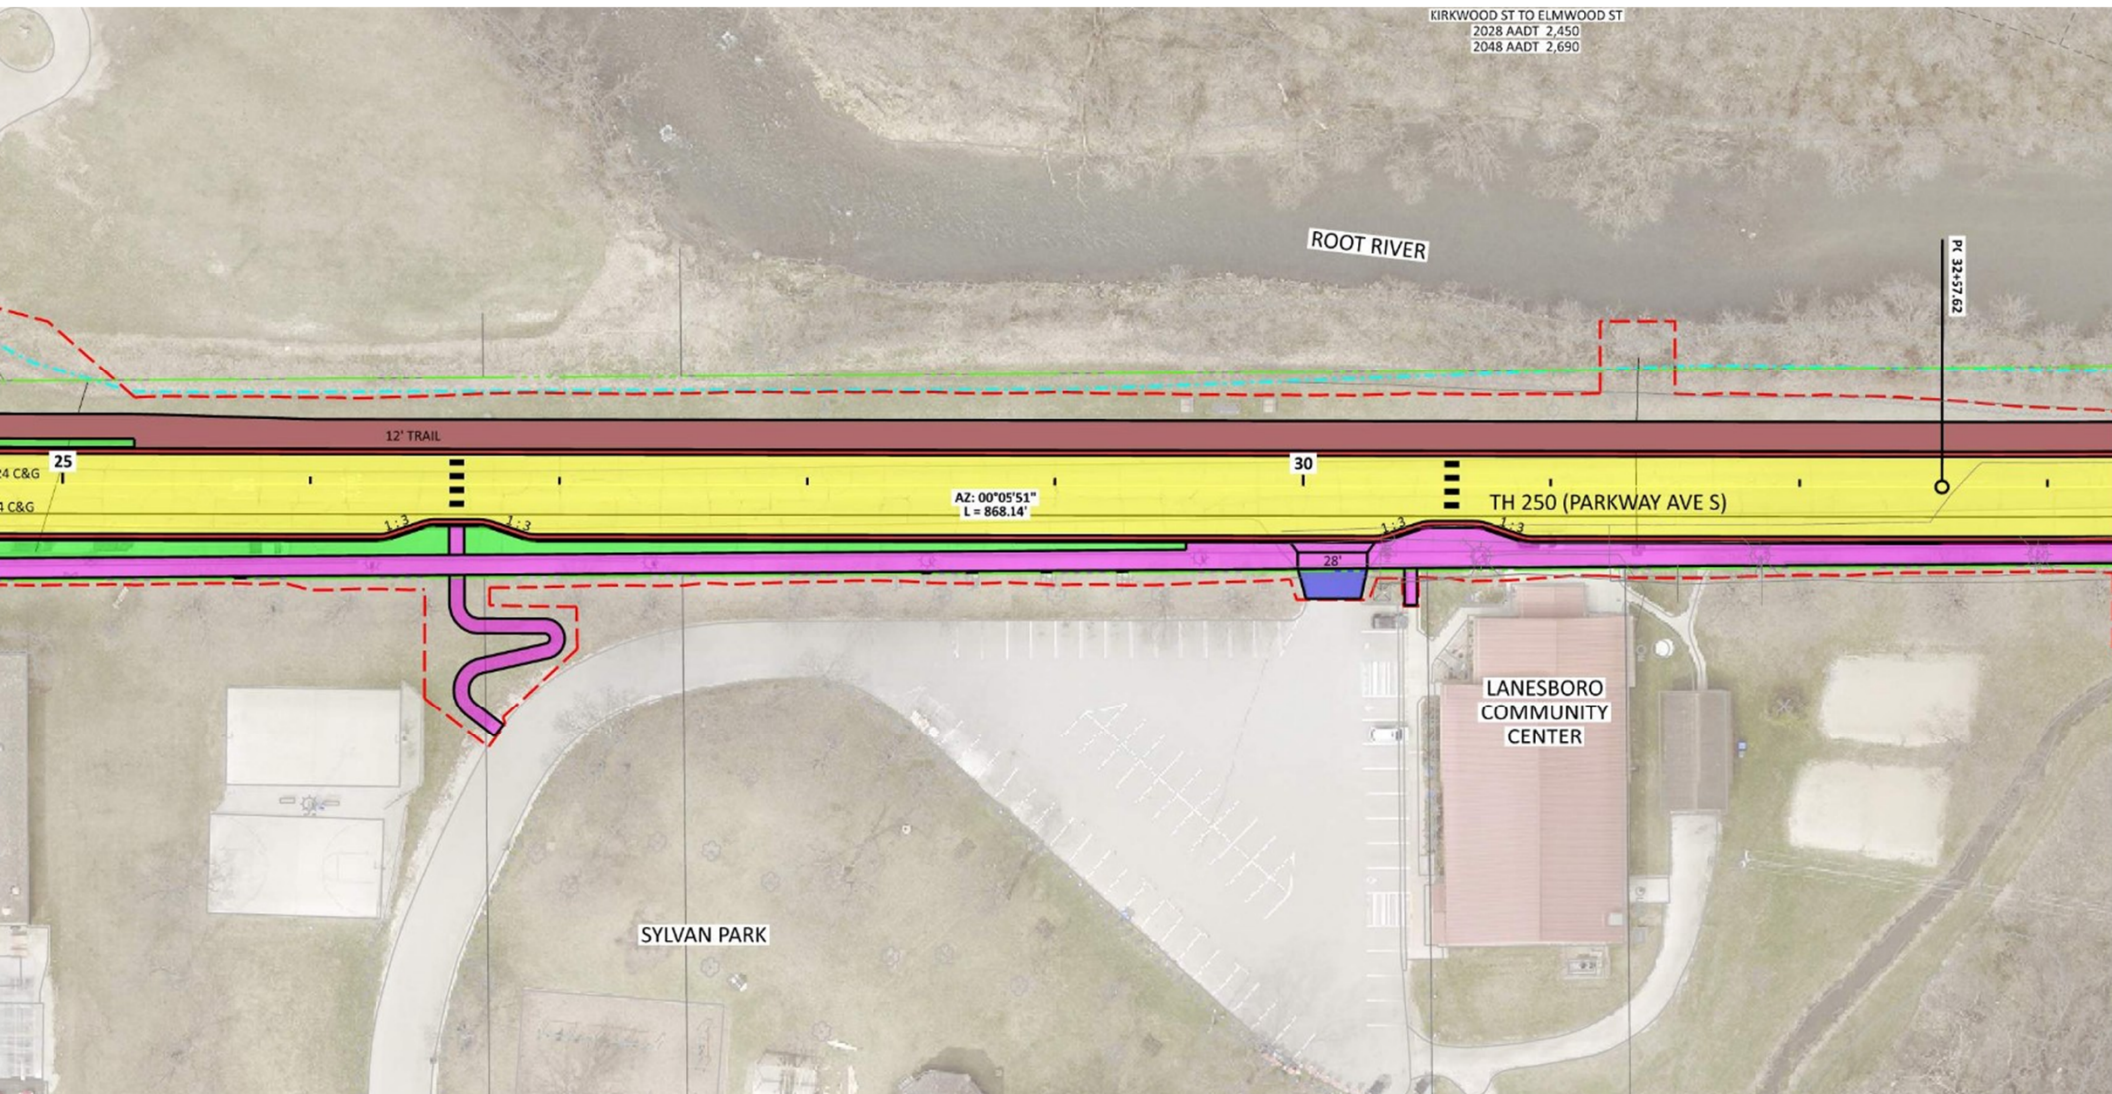 KIRKWOOD ST TO ELMWOOD ST
2028 AADT 2,450
2048 AADT 2,690
ROOT RIVER
32+57.62
12' TRAIL
25
30
24 C&G
4 C&G
AZ: 00°05'51"
L = 868.14'
TH 250 (PARKWAY AVE S)
1:3
1:3
1:3
1:3
28'
LANESBORO
COMMUNITY
CENTER
SYLVAN PARK